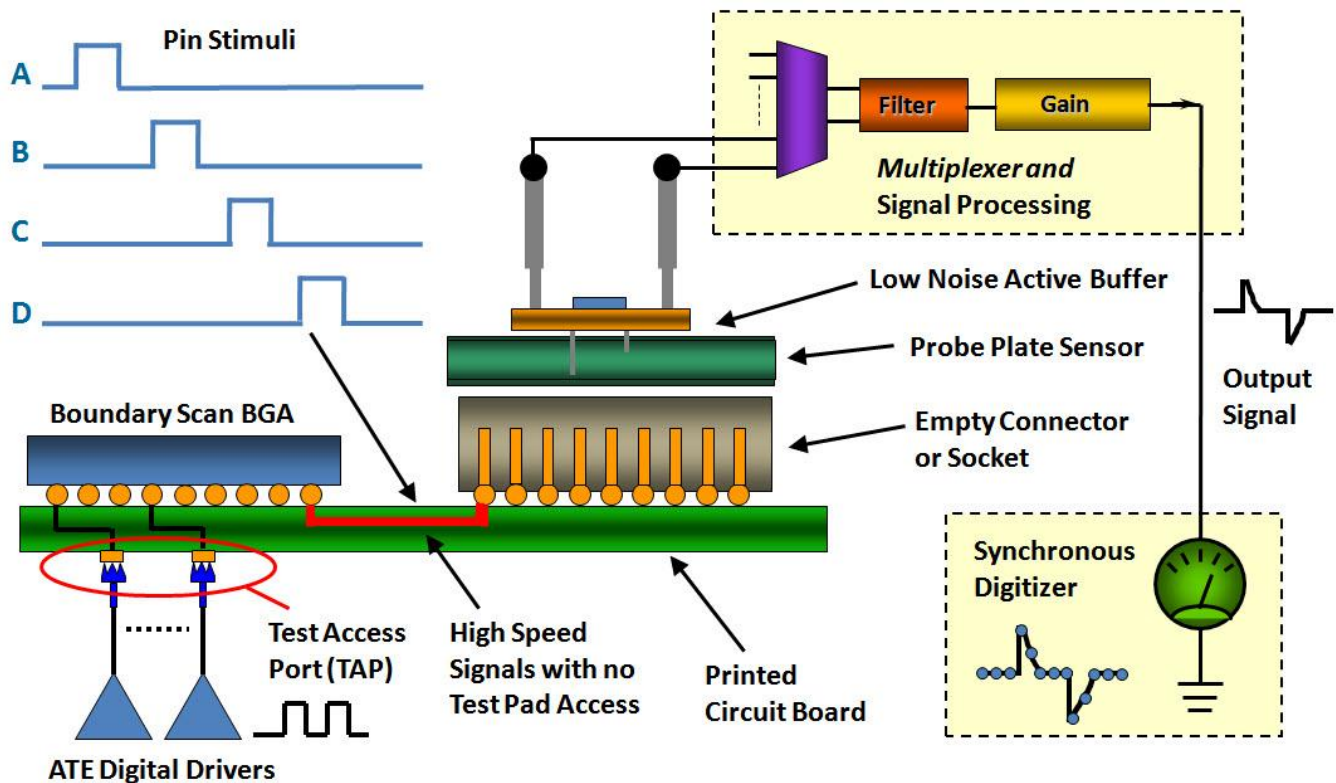 Pin Stimuli
A
B
C
D
Filter
Gain
Multiplexer and
Signal Processing
Low Noise Active Buffer
Probe Plate Sensor
Output
Signal
Boundary Scan BGA
Empty Connector
or Socket
Synchronous
Digitizer
Test Access
Port (TAP)
High Speed
Signals with no
Test Pad Access
Printed
Circuit Board
ATE Digital Drivers